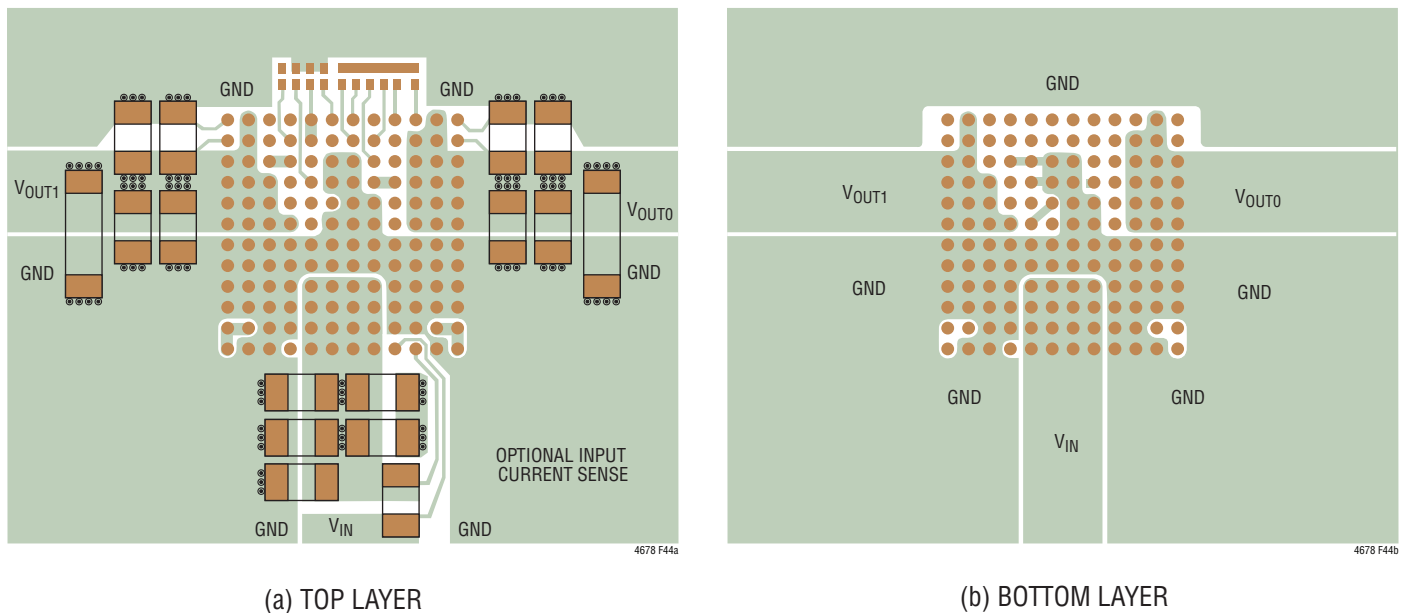 GND
GND
VOUT1
VOUT0
GND
GND
OPTIONAL INPUT
CURRENT SENSE
GND
VIN
GND
4678 F44a
(a) TOP LAYER
GND
VOUT1
VOUT0
GND
GND
GND
GND
VIN
4678 F44b
(b) BOTTOM LAYER